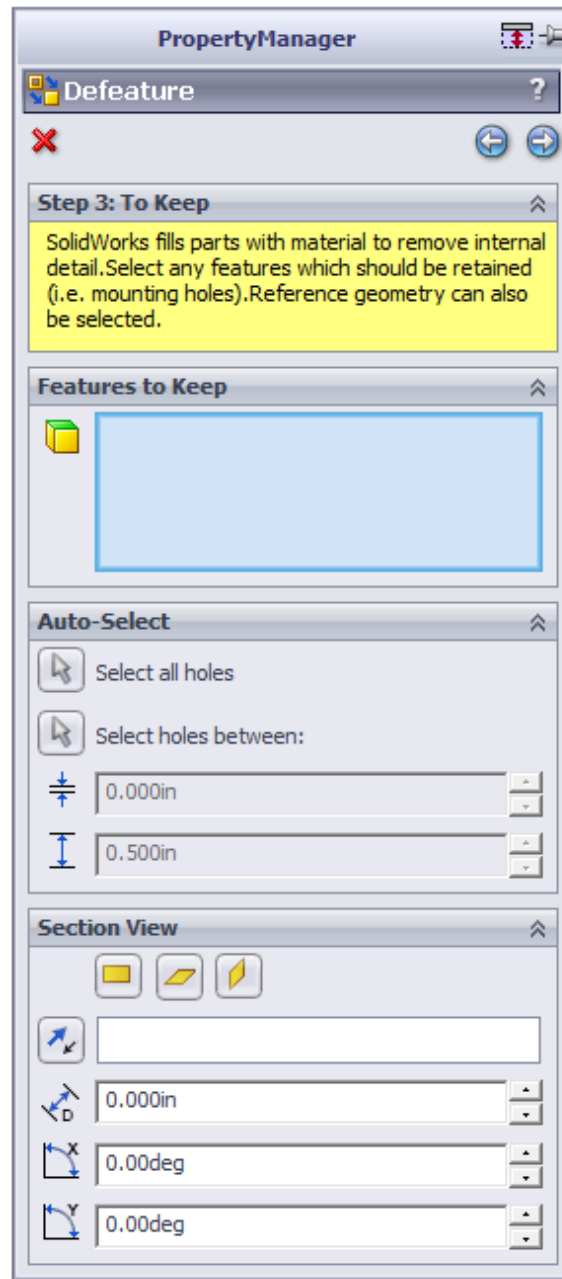 PropertyManager
Defeature ?
Step 3: To Keep
SolidWorks fills parts with material to remove internal
detail.Select any features which should be retained
(i.e. mounting holes).Reference geometry can also
be selected.
Features to Keep
Auto-Select
Select all holes
Select holes between:
0.000in
0.500in
Section View
D 0.000in
X 0.00deg
Y 0.00deg